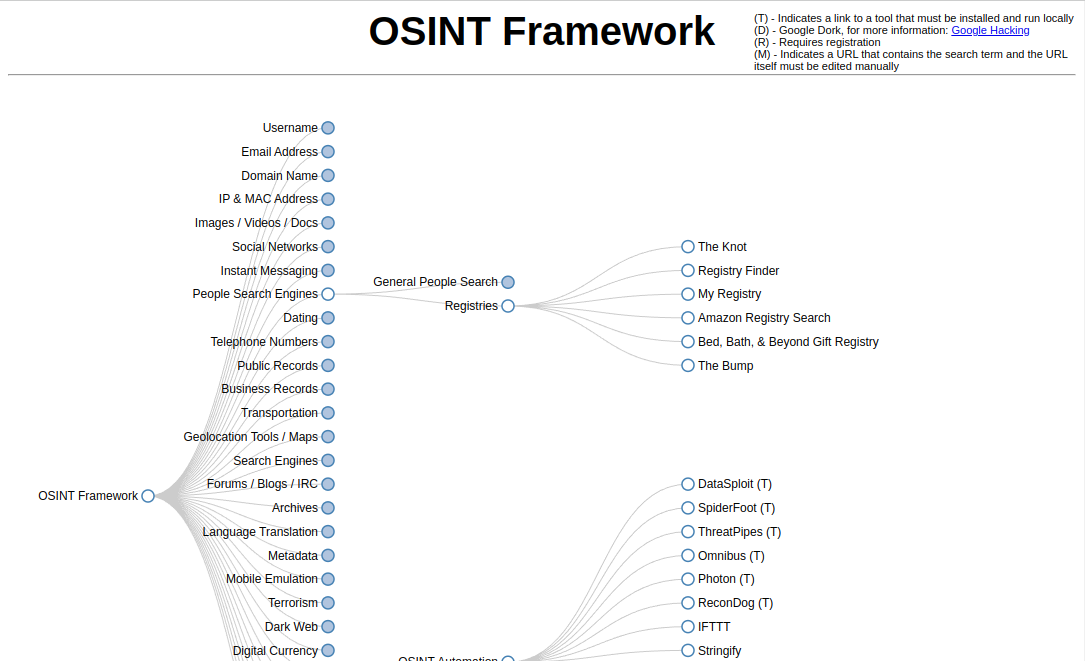 OSINT Framework
(T) - Indicates a link to a tool that must be installed and run locally
(D) - Google Dork, for more information: Google Hacking
(R) - Requires registration
(M) - Indicates a URL that contains the search term and the URL
itself must be edited manually
Username
Email Address
Domain Name
IP & MAC Address
Images / Videos / Docs
Social Networks
Instant Messaging
People Search Engines
Dating
Telephone Numbers
Public Records
Business Records
Transportation
Geolocation Tools / Maps
Search Engines
Forums / Blogs / IRC
Archives
Language Translation
Metadata
Mobile Emulation
Terrorism
Dark Web
Digital Currency
OSINT Framework
General People Search
Registries
The Knot
Registry Finder
My Registry
Amazon Registry Search
Bed, Bath, & Beyond Gift Registry
The Bump
OSINT Automation
DataSploit (T)
SpiderFoot (T)
ThreatPipes (T)
Omnibus (T)
Photon (T)
ReconDog (T)
IFTTT
Stringify